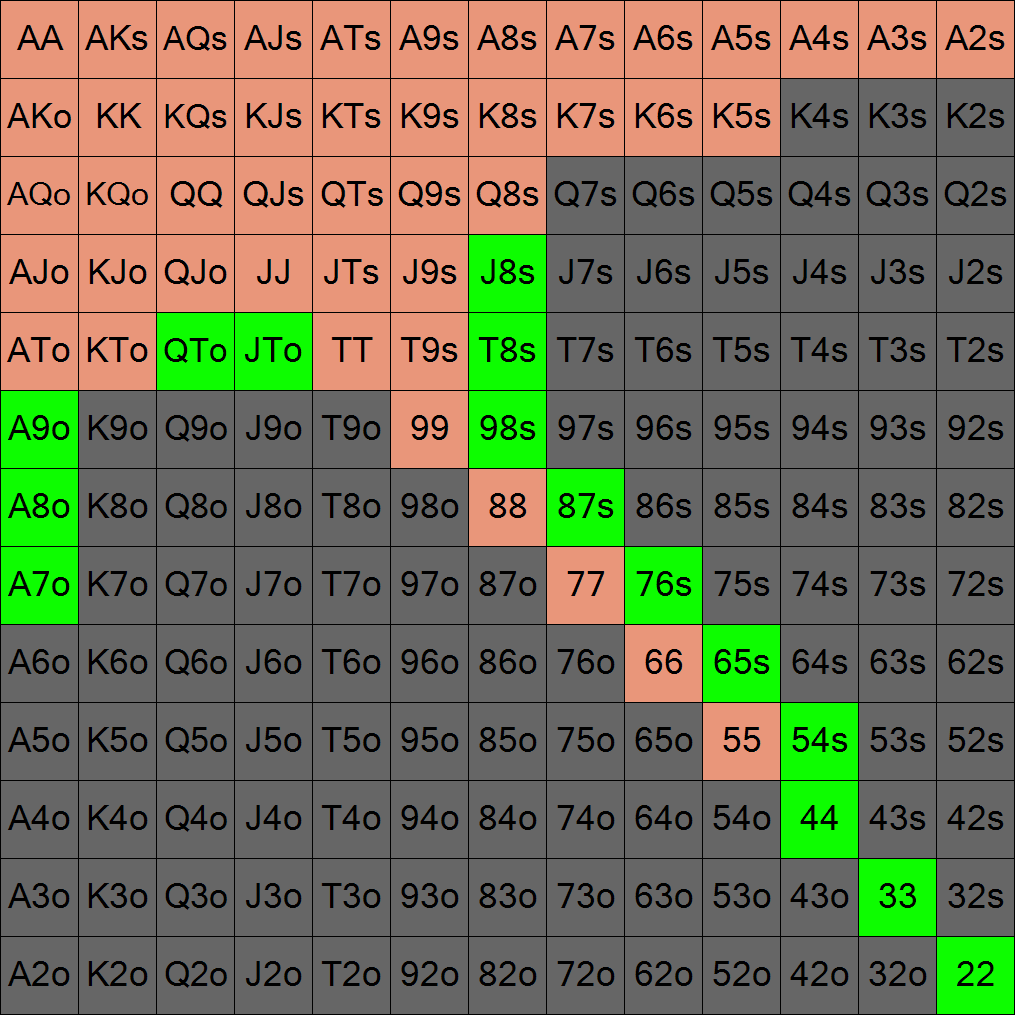 AA AKs AQs AJs ATs A9s A8s A7s A6s A5s A4s A3s A2s
AKo KK KQs KJs KTs K9s K8s K7s K6s K5s K4s K3s K2s
AQo KQo QQ QJs QTs Q9s Q8s Q7s Q6s Q5s Q4s Q3s Q2s
AJo KJo QJo JJ JTs J9s J8s J7s J6s J5s J4s J3s J2s
ATo KTo QTo JTo TT T9s T8s T7s T6s T5s T4s T3s T2s
A9o K9o Q9o J9o T9o 99 98s 97s 96s 95s 94s 93s 92s
A8o K8o Q8o J8o T8o 98o 88 87s 86s 85s 84s 83s 82s
A7o K7o Q7o J7o T7o 97o 87o 77 76s 75s 74s 73s 72s
A6o K6o Q6o J6o T6o 96o 86o 76o 66 65s 64s 63s 62s
A5o K5o Q5o J5o T5o 95o 85o 75o 65o 55 54s 53s 52s
A4o K4o Q4o J4o T4o 94o 84o 74o 64o 54o 44 43s 42s
A3o K3o Q3o J3o T3o 93o 83o 73o 63o 53o 43o 33 32s
A2o K2o Q2o J2o T2o 92o 82o 72o 62o 52o 42o 32o 22